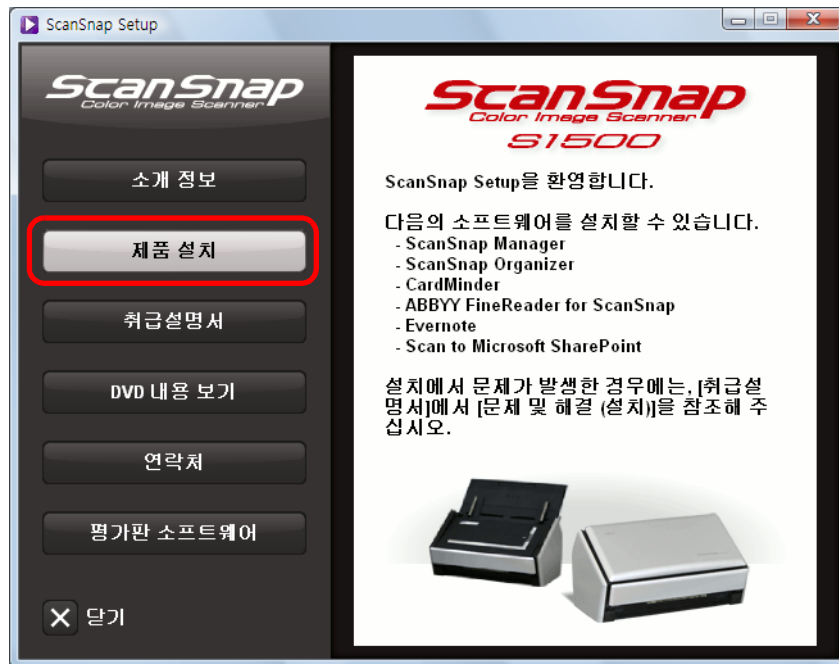 ScanSnap Setup
ScanSnap
Color Image Scanner
소개 정보
제품 설치
취급설명서
DVD 내용 보기
연락처
평가판 소프트웨어
닫기
ScanSnap
Color Image Scanner
S1500
ScanSnap Setup을 환영합니다.
다음의 소프트웨어를 설치할 수 있습니다.
- ScanSnap Manager
- ScanSnap Organizer
- CardMinder
- ABBYY FineReader for ScanSnap
- Evernote
- Scan to Microsoft SharePoint
설치에서 문제가 발생한 경우에는, [취급설
명서]에서 [문제 및 해결 (설치)]을 참조해 주
십시오.